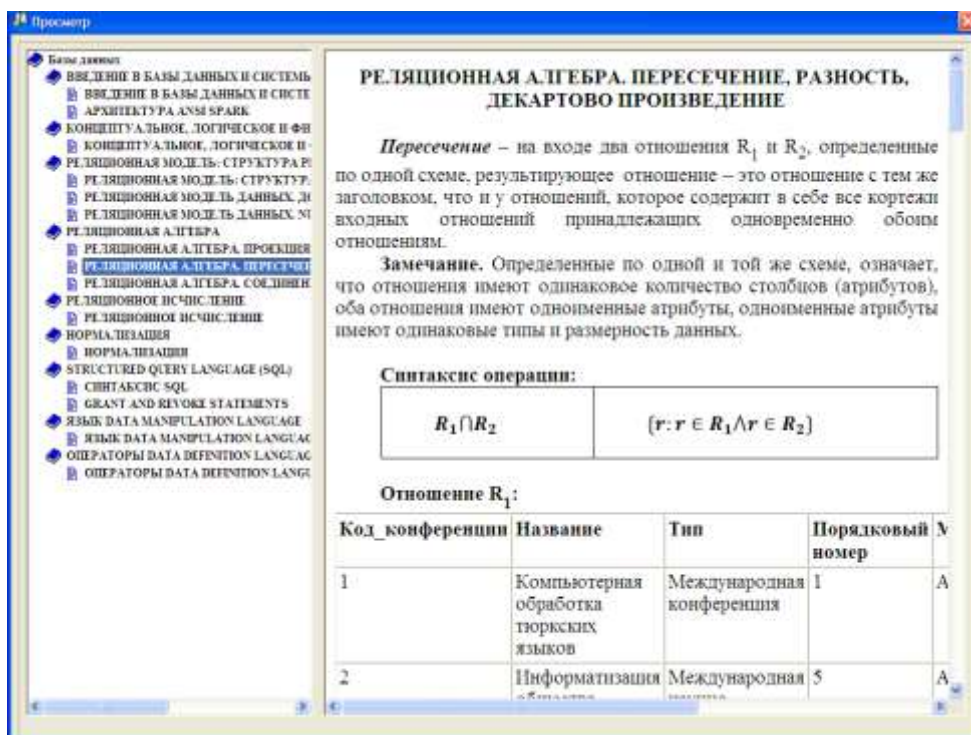 Просмотр
Базы данных
ВВЕДЕНИЕ В БАЗЫ ДАННЫХ И СИСТЕМЬ
ВВЕДЕНИЕ В БАЗЫ ДАННЫХ И СИСТЕ
АРХИТЕКТУРА ANSI SPARK
КОНЦЕПТУАЛЬНОЕ, ЛОГИЧЕСКОЕ И ФИ
КОНЦЕПТУАЛЬНОЕ, ЛОГИЧЕСКОЕ И
РЕЛЯЦИОННАЯ МОДЕЛЬ: СТРУКТУРА РЕ
РЕЛЯЦИОННАЯ МОДЕЛЬ: СТРУКТУР
РЕЛЯЦИОННАЯ МОДЕЛЬ ДАННЫХ.
РЕЛЯЦИОННАЯ МОДЕЛЬ ДАННЫХ.
РЕЛЯЦИОННАЯ АЛГЕБРА
РЕЛЯЦИОННАЯ АЛГЕБРА. ПРОЕКЦИЯ
РЕЛЯЦИОННАЯ АЛГЕБРА. ПЕРЕСЕЧЕН
РЕЛЯЦИОННАЯ АЛГЕБРА. СОЕДИНЕН
РЕЛЯЦИОННОЕ ИСЧИСЛЕНИЕ
РЕЛЯЦИОННОЕ ИСЧИСЛЕНИЕ
НОРМАЛИЗАЦИЯ
НОРМАЛИЗАЦИЯ
STRUCTURED QUERY LANGUAGE (SQL)
СИНТАКСИС SQL
GRANT AND REVOKE STATEMENTS
ЯЗЫК DATA MANIPULATION LANGUAGE
ЯЗЫК DATA MANIPULATION LANGUAG
ОПЕРАТОРЫ DATA DEFINITION LANGUAG
ОПЕРАТОРЫ DATA DEFINITION LANGU
РЕЛЯЦИОННАЯ АЛГЕБРА. ПЕРЕСЕЧЕНИЕ, РАЗНОСТЬ,
ДЕКАРТОВО ПРОИЗВЕДЕНИЕ
Пересечение – на входе два отношения R₁ и R₂, определенные
по одной схеме, результирующее отношение – это отношение с тем же
заголовком, что и у отношений, которое содержит в себе все кортежи
входных отношений принадлежащих одновременно обоим
отношениям.
Замечание. Определенные по одной и той же схеме, означает,
что отношения имеют одинаковое количество столбцов (атрибутов),
оба отношения имеют одноименные атрибуты, одноименные атрибуты
имеют одинаковые типы и размерность данных.
Синтаксис операции:
R₁⋂R₂ {r: r ∈ R₁⋀r ∈ R₂}
Отношение R₁:
Код_конференции Название Тип Порядковый М
номер
1 Компьютерная Международная 1 А
обработка конференция
тюркских
языков
2 Информатизация Международная 5 А